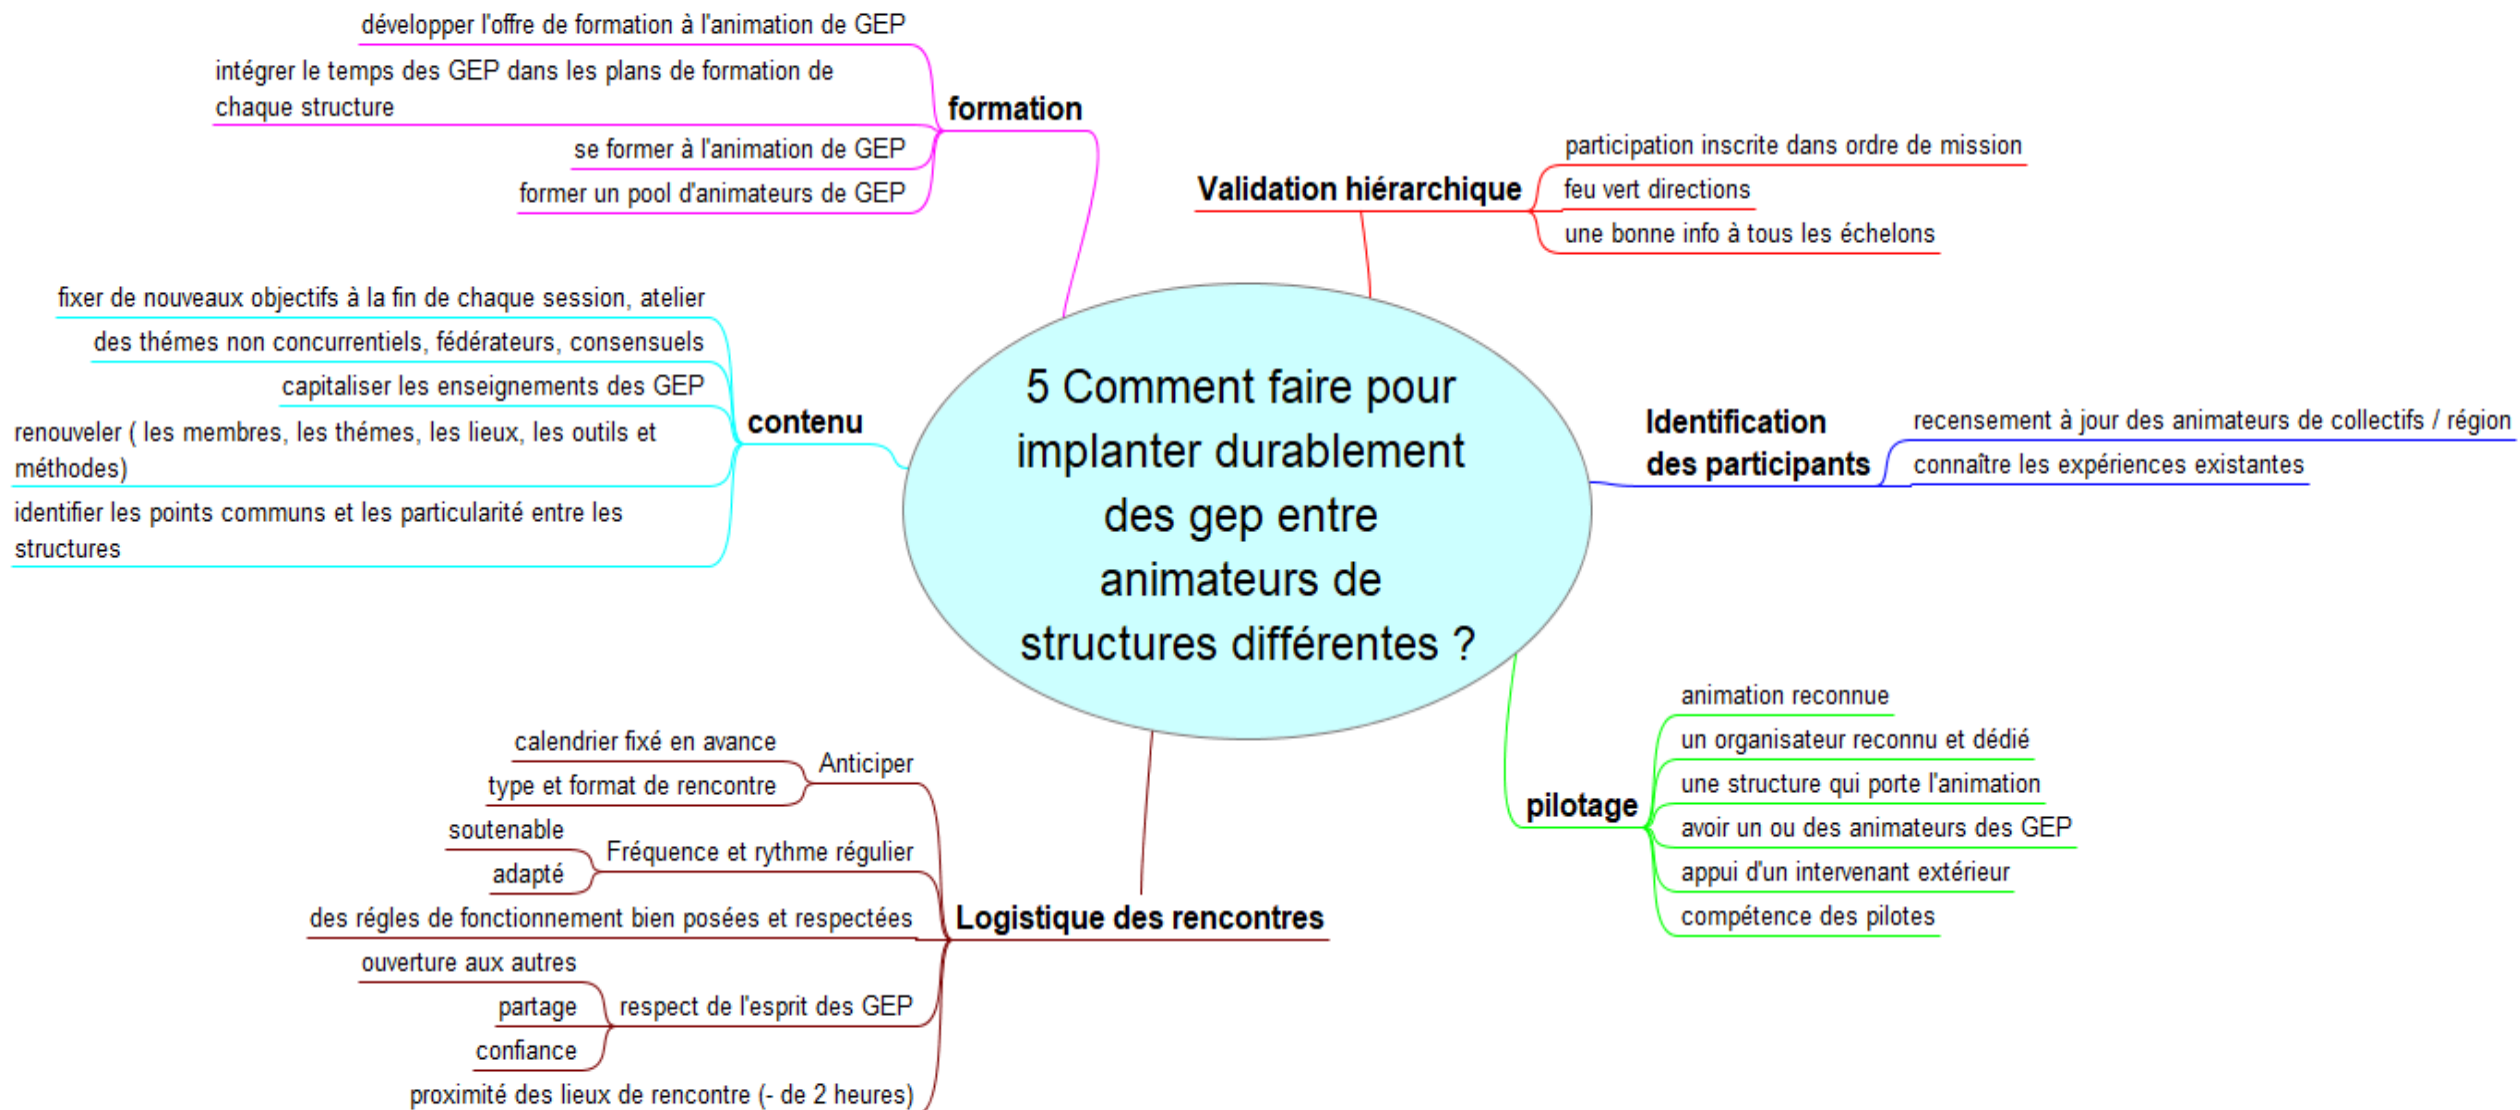 5 Comment faire pour
implanter durablement
des gep entre
animateurs de
structures différentes ?
Validation hiérarchique
participation inscrite dans ordre de mission
feu vert directions
une bonne info à tous les échelons
Identification
des participants
recensement à jour des animateurs de collectifs / région
connaître les expériences existantes
pilotage
animation reconnue
un organisateur reconnu et dédié
une structure qui porte l'animation
avoir un ou des animateurs des GEP
appui d'un intervenant extérieur
compétence des pilotes
formation
développer l'offre de formation à l'animation de GEP
intégrer le temps des GEP dans les plans de formation de
chaque structure
se former à l'animation de GEP
former un pool d'animateurs de GEP
contenu
fixer de nouveaux objectifs à la fin de chaque session, atelier
des thémes non concurrentiels, fédérateurs, consensuels
capitaliser les enseignements des GEP
renouveler ( les membres, les thémes, les lieux, les outils et
méthodes)
identifier les points communs et les particularité entre les
structures
Logistique des rencontres
Anticiper
calendrier fixé en avance
type et format de rencontre
Fréquence et rythme régulier
soutenable
adapté
des régles de fonctionnement bien posées et respectées
respect de l'esprit des GEP
ouverture aux autres
partage
confiance
proximité des lieux de rencontre (- de 2 heures)